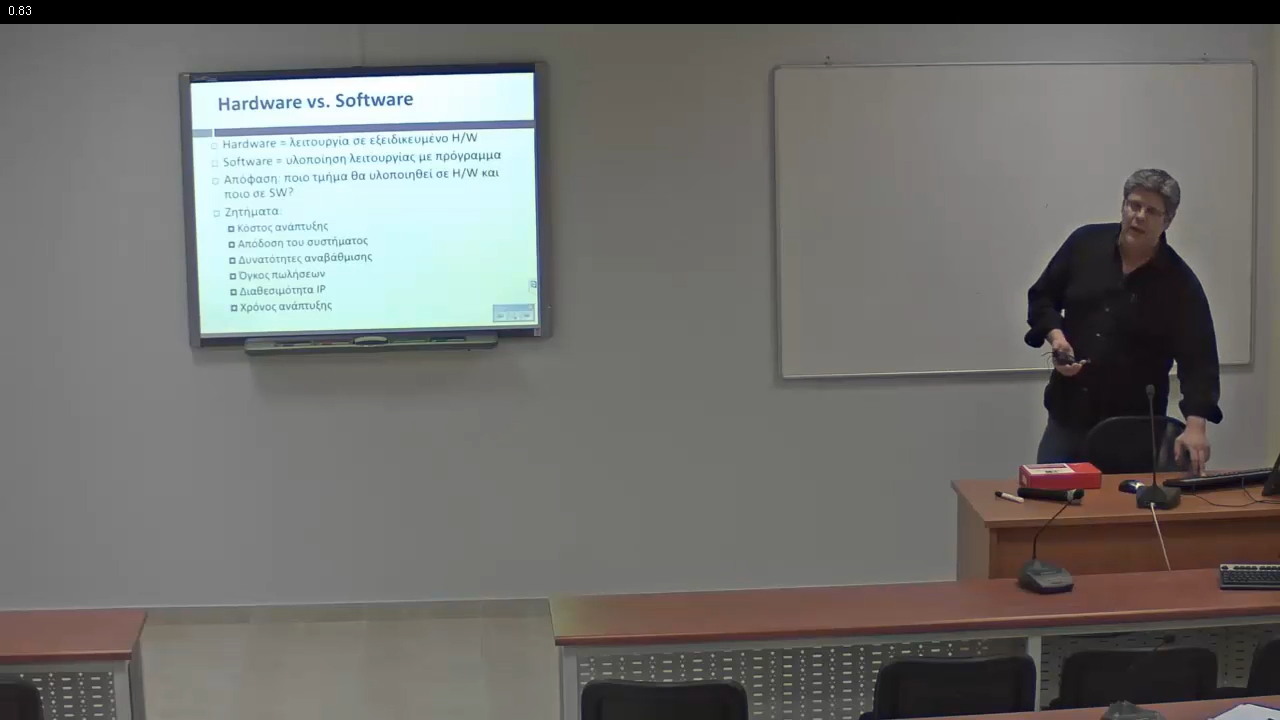 0.83
Hardware vs. Software
Hardware = λειτουργία σε εξειδικευμένο H/W
Software = υλοποίηση λειτουργίας με πρόγραμμα
Απόφαση: ποιο τμήμα θα υλοποιηθεί σε H/W και
ποιο σε SW?
Ζητήματα:
Κόστος ανάπτυξης
Απόδοση του συστήματος
Δυνατότητες αναβάθμισης
Όγκος πωλήσεων
Διαθεσιμότητα IP
Χρόνος ανάπτυξης